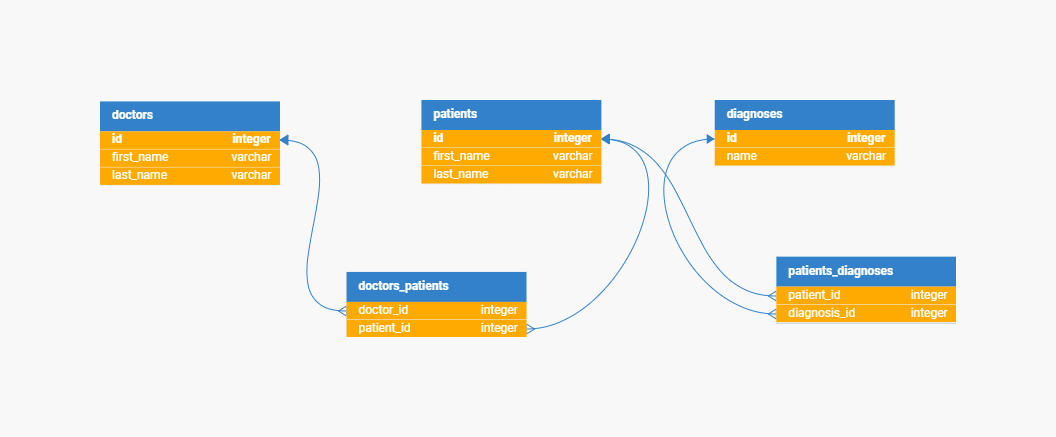 doctors
id integer
first_name varchar
last_name varchar
patients
id integer
first_name varchar
last_name varchar
diagnoses
id integer
name varchar
doctors_patients
doctor_id integer
patient_id integer
patients_diagnoses
patient_id integer
diagnosis_id integer